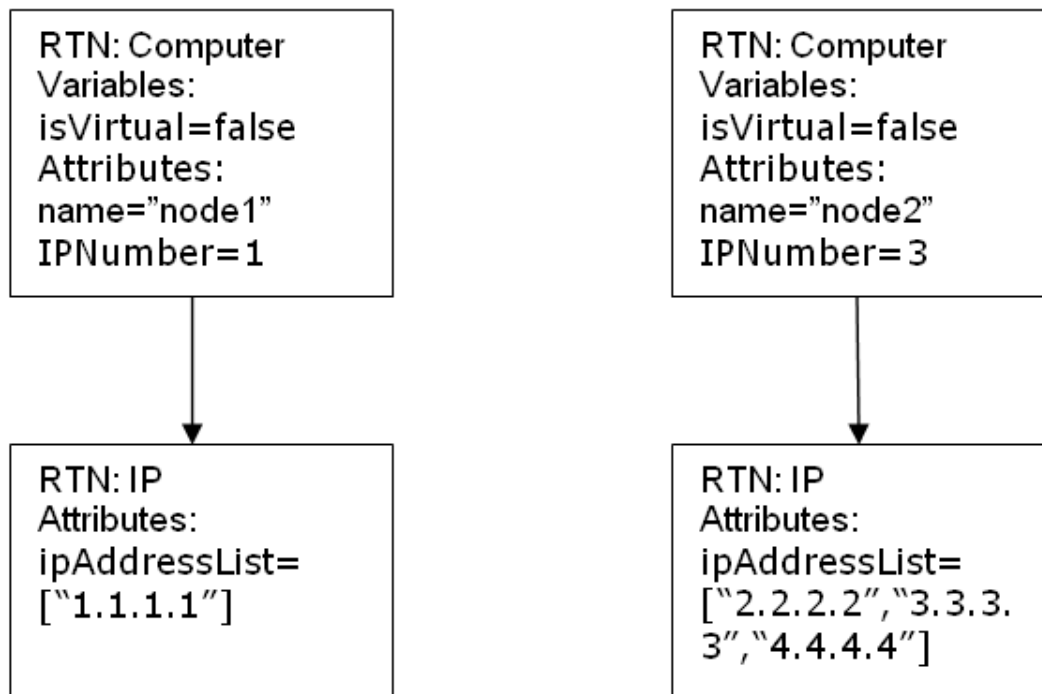 RTN: Computer
Variables:
isVirtual=false
Attributes:
name=”node1”
IPNumber=1
RTN: Computer
Variables:
isVirtual=false
Attributes:
name=”node2”
IPNumber=3
RTN: IP
Attributes:
ipAddressList=
[“1.1.1.1”]
RTN: IP
Attributes:
ipAddressList=
[“2.2.2.2”,“3.3.3.
3”,“4.4.4.4”]